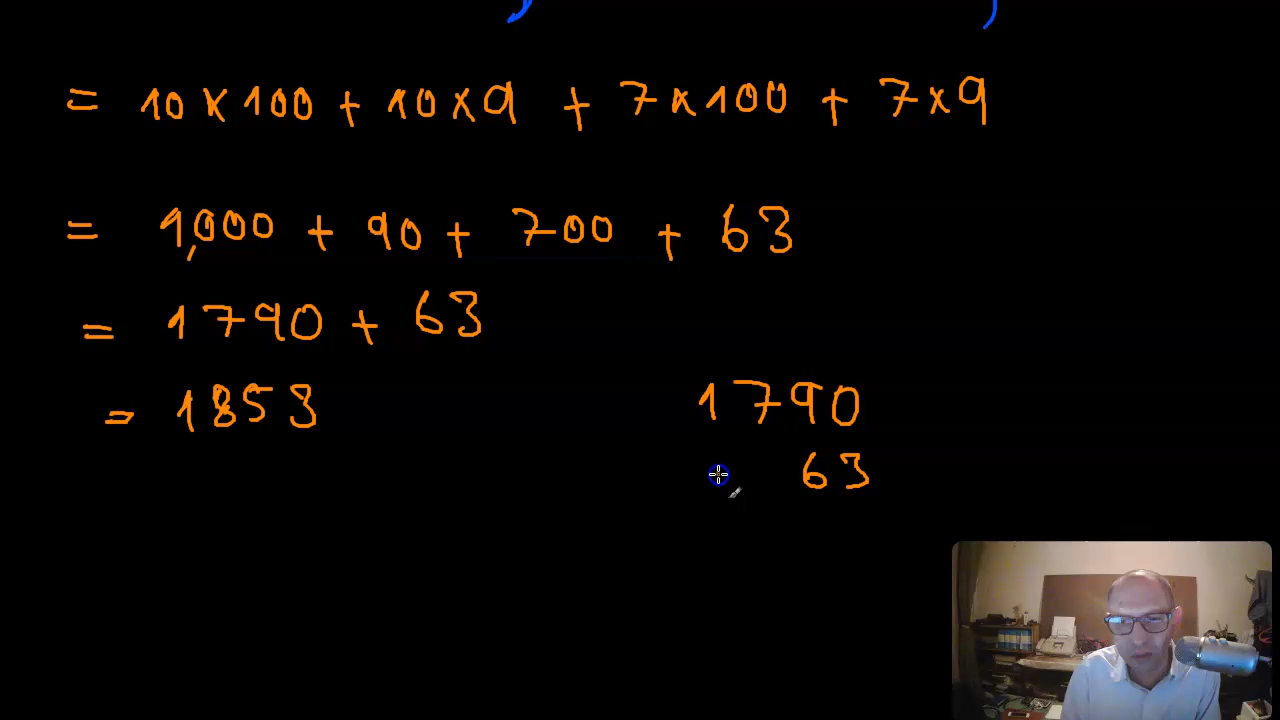 = 10 x 100 + 10 x 9 + 7 x 100 + 7 x 9
= 1,000 + 90 + 700 + 63
= 1790 + 63
= 1853
1790
63